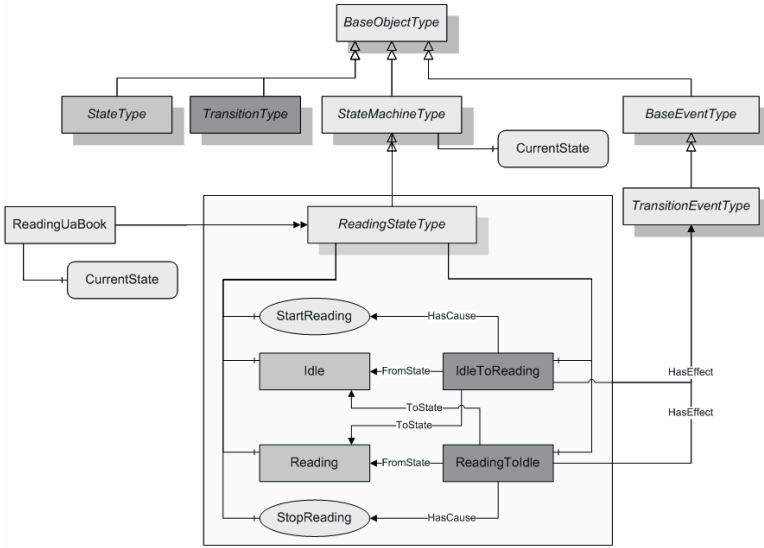 BaseObjectType
StateType
TransitionType
StateMachineType
BaseEventType
CurrentState
ReadingUaBook
ReadingStateType
TransitionEventType
CurrentState
StartReading
HasCause
Idle
FromState
IdleToReading
HasEffect
ToState
HasEffect
ToState
Reading
FromState
ReadingToIdle
StopReading
HasCause